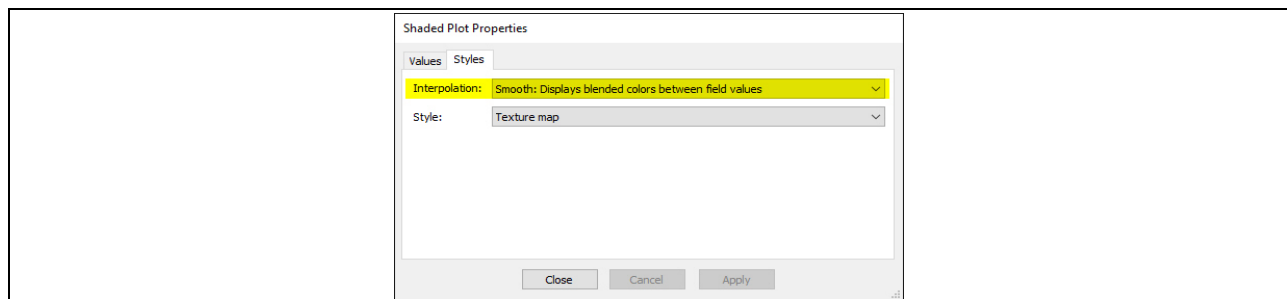 Shaded Plot Properties
Values Styles
Interpolation: Smooth: Displays blended colors between field values
Style: Texture map
Close Cancel Apply